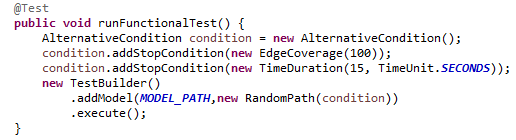 @Test
public void runFunctionalTest() {
    AlternativeCondition condition = new AlternativeCondition();
    condition.addStopCondition(new EdgeCoverage(100));
    condition.addStopCondition(new TimeDuration(15, TimeUnit.SECONDS));
    new TestBuilder()
        .addModel(MODEL_PATH,new RandomPath(condition))
        .execute();
}